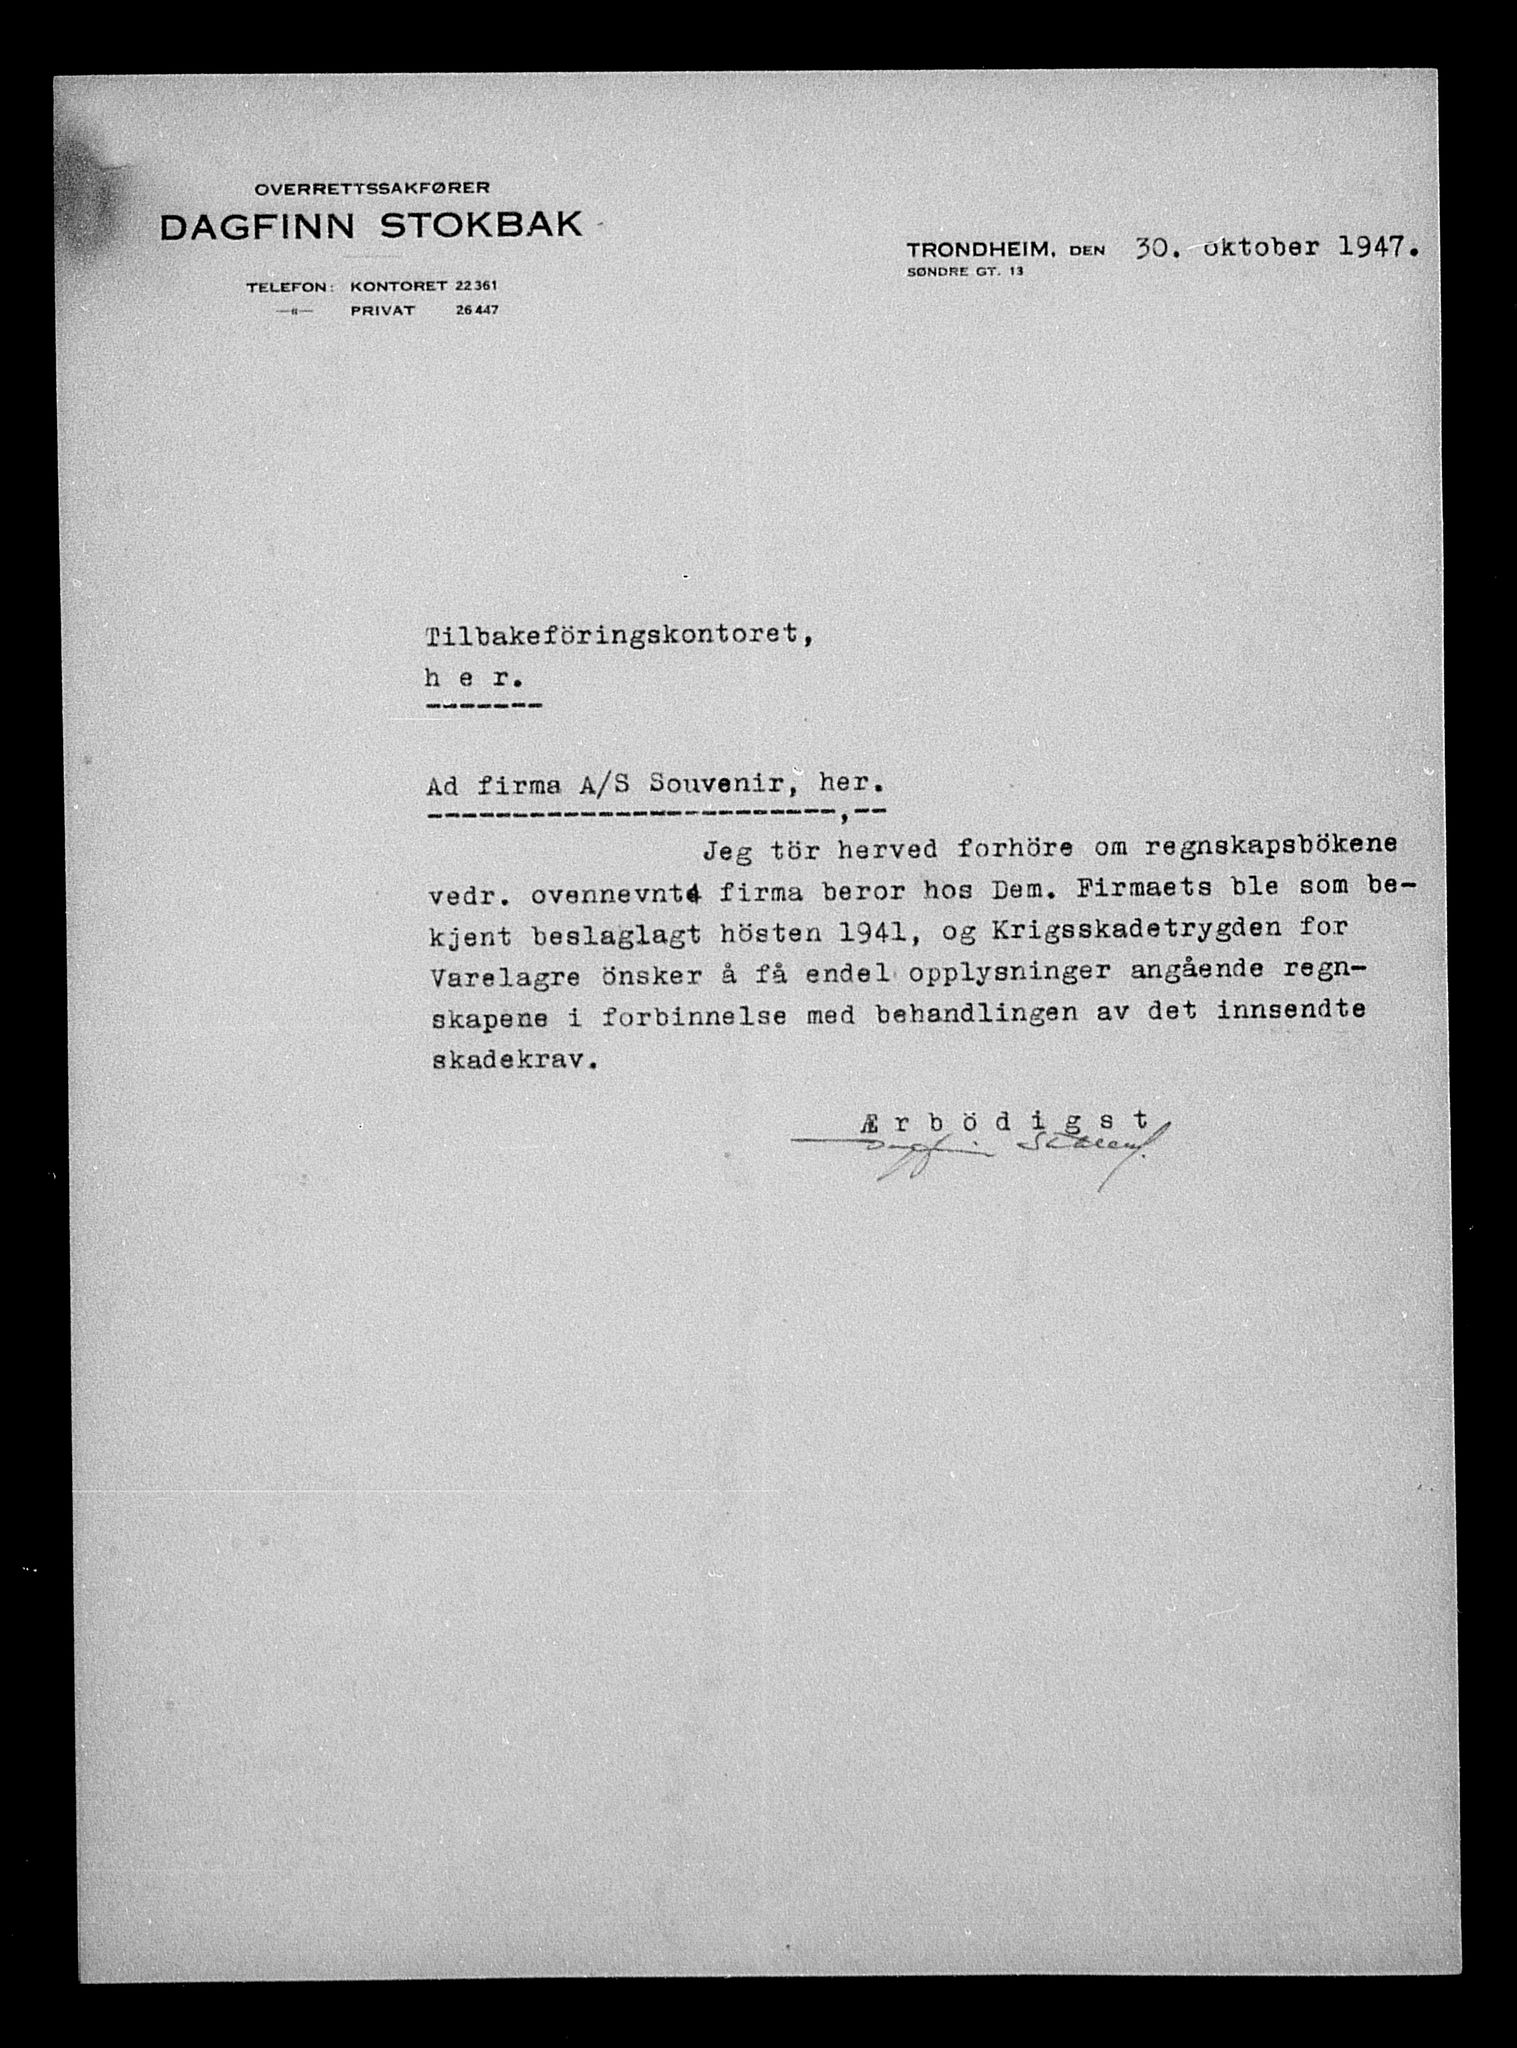 OVERRETTSSAKFØRER
DAGFINN STOKBAK
TELEFON: KONTORET 22361
—"— PRIVAT 26447
TRONDHEIM, DEN 30. oktober 1947.
SØNDRE GT. 13
Tilbakeföringskontoret,
h e r.
Ad firma A/S Souvenir, her.
Jeg tör herved forhöre om regnskapsbökene
vedr. ovennevnte firma beror hos Dem. Firmaets ble som be-
kjent beslaglagt hösten 1941, og Krigsskadetrygden for
Varelagre önsker å få endel opplysninger angående regn-
skapene i forbinnelse med behandlingen av det innsendte
skadekrav.
Æ r b ö d i g s t
Dagfinn